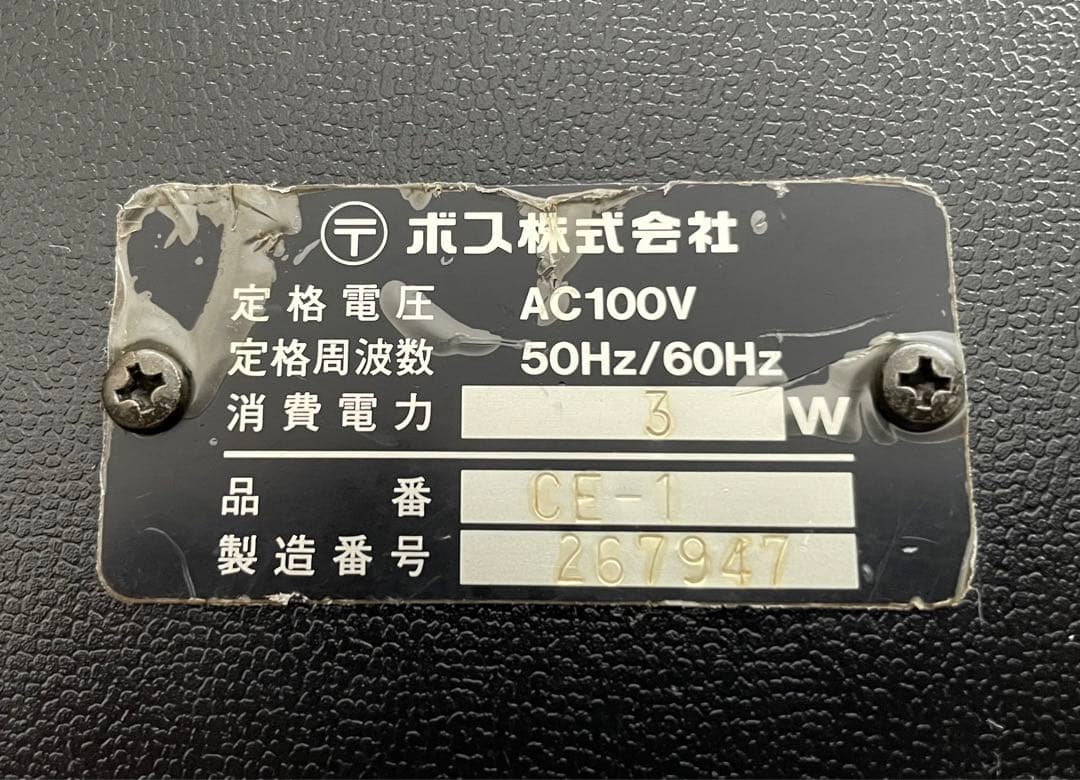 〶 ボス株式会社
定格電圧 AC100V
定格周波数 50Hz/60Hz
消費電力 3 W
品番 CE-1
製造番号 267947